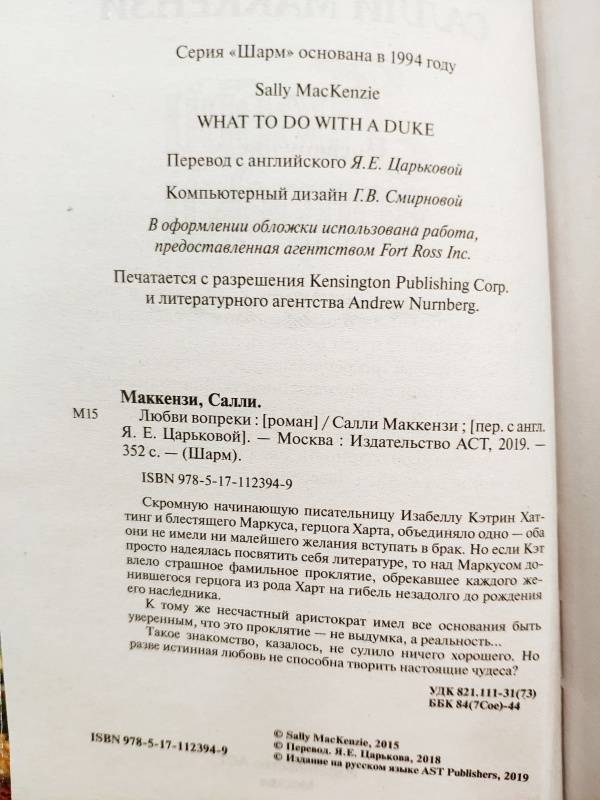 Серия «Шарм» основана в 1994 году
Sally MacKenzie
WHAT TO DO WITH A DUKE
Перевод с английского Я.Е. Царьковой
Компьютерный дизайн Г.В. Смирновой
В оформлении обложки использована работа,
предоставленная агентством Fort Ross Inc.
Печатается с разрешения Kensington Publishing Corp.
и литературного агентства Andrew Nurnberg.
Маккензи, Салли.
М15 Любви вопреки : [роман] / Салли Маккензи ; [пер. с англ.
Я. Е. Царьковой]. — Москва : Издательство АСТ, 2019. —
352 с. — (Шарм).
ISBN 978-5-17-112394-9
Скромную начинающую писательницу Изабеллу Кэтрин Хат-
тинг и блестящего Маркуса, герцога Харта, объединяло одно — оба
они не имели ни малейшего желания вступать в брак. Но если Кэт
просто надеялась посвятить себя литературе, то над Маркусом до-
влело страшное фамильное проклятие, обрекавшее каждого же-
нившегося герцога из рода Харт на гибель незадолго до рождения
его наследника.
К тому же несчастный аристократ имел все основания быть
уверенным, что это проклятие — не выдумка, а реальность...
Такое знакомство, казалось, не сулило ничего хорошего. Но
разве истинная любовь не способна творить настоящие чудеса?
УДК 821.111-31(73)
ББК 84(7Сое)-44
ISBN 978-5-17-112394-9
© Sally MacKenzie, 2015
© Перевод. Я.Е. Царькова, 2018
© Издание на русском языке AST Publishers, 2019